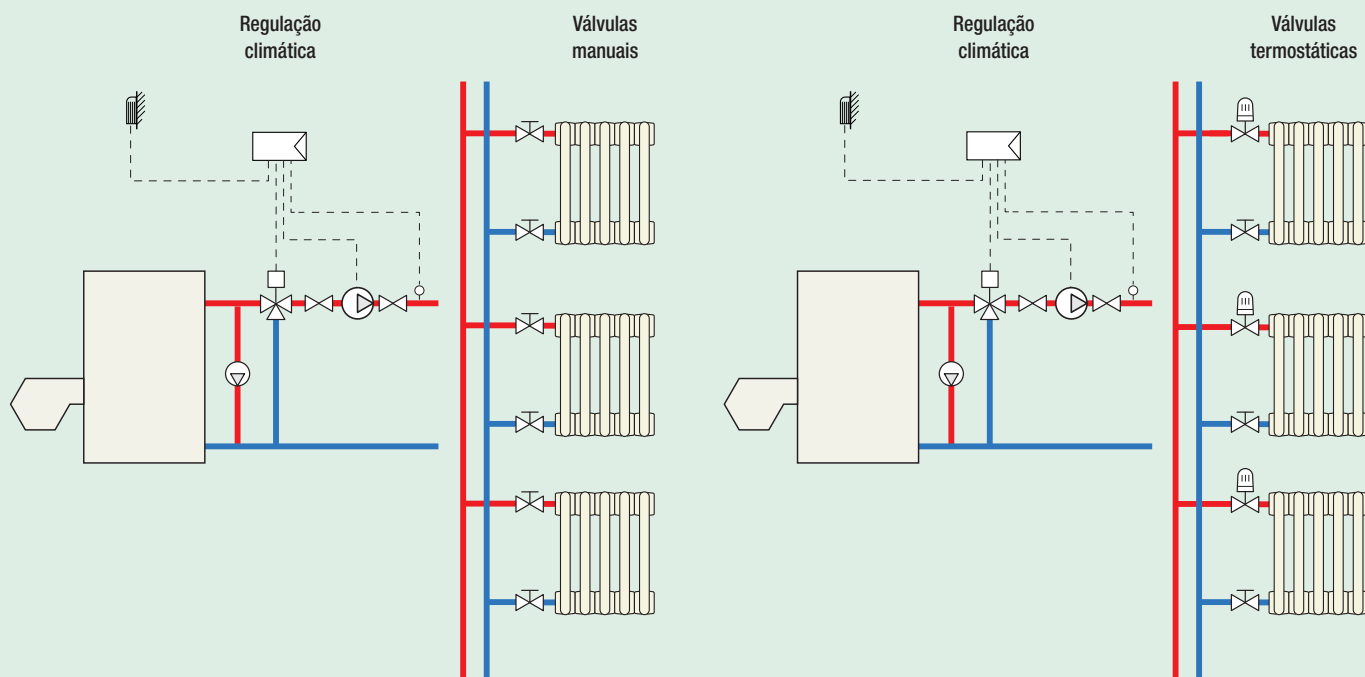 Regulação
climática
Válvulas
manuais
Regulação
climática
Válvulas
termostáticas